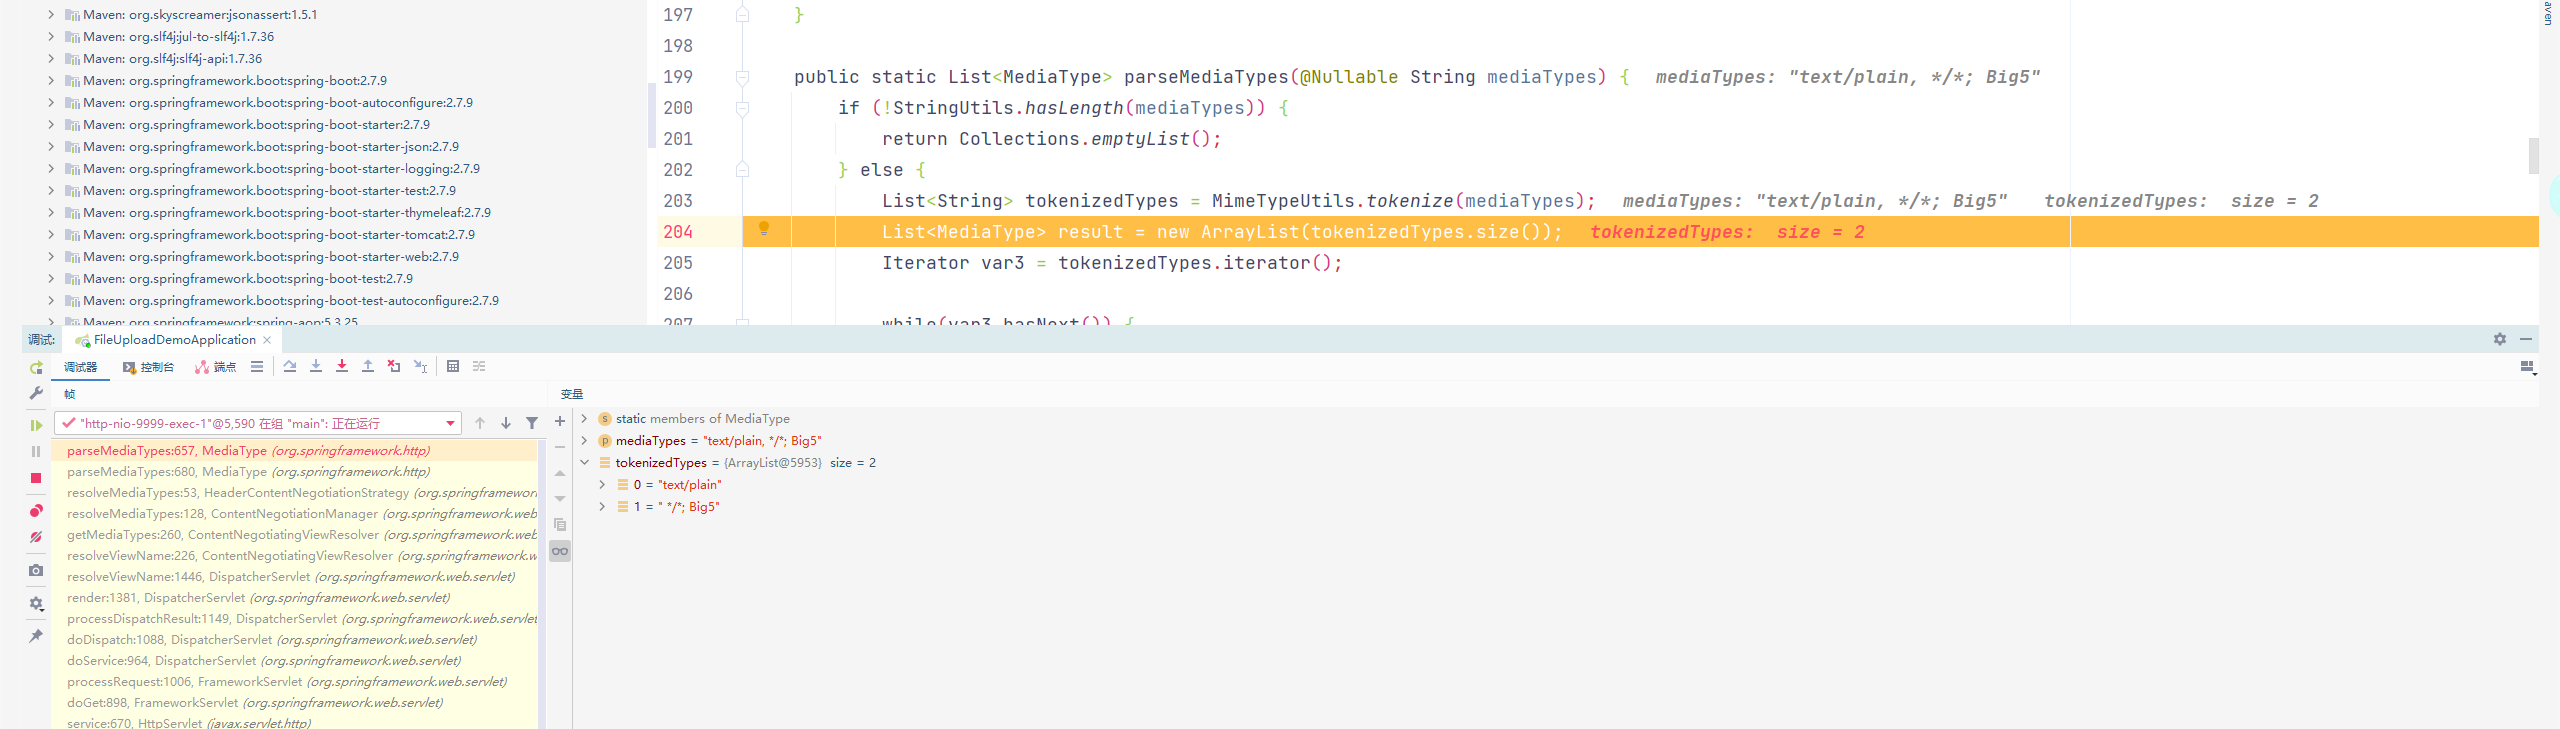 Maven: org.skyscreamer:jsonassert:1.5.1
Maven: org.slf4j:jul-to-slf4j:1.7.36
Maven: org.slf4j:slf4j-api:1.7.36
Maven: org.springframework.boot:spring-boot:2.7.9
Maven: org.springframework.boot:spring-boot-autoconfigure:2.7.9
Maven: org.springframework.boot:spring-boot-starter:2.7.9
Maven: org.springframework.boot:spring-boot-starter-json:2.7.9
Maven: org.springframework.boot:spring-boot-starter-logging:2.7.9
Maven: org.springframework.boot:spring-boot-starter-test:2.7.9
Maven: org.springframework.boot:spring-boot-starter-thymeleaf:2.7.9
Maven: org.springframework.boot:spring-boot-starter-tomcat:2.7.9
Maven: org.springframework.boot:spring-boot-starter-web:2.7.9
Maven: org.springframework.boot:spring-boot-test:2.7.9
Maven: org.springframework.boot:spring-boot-test-autoconfigure:2.7.9
Maven: org.springframework:spring-aop:5.3.25
197 }
198
199 public static List<MediaType> parseMediaTypes(@Nullable String mediaTypes) { mediaTypes: "text/plain, */*; Big5"
200 if (!StringUtils.hasLength(mediaTypes)) {
201 return Collections.emptyList();
202 } else {
203 List<String> tokenizedTypes = MimeTypeUtils.tokenize(mediaTypes); mediaTypes: "text/plain, */*; Big5" tokenizedTypes: size = 2
204 List<MediaType> result = new ArrayList(tokenizedTypes.size()); tokenizedTypes: size = 2
205 Iterator var3 = tokenizedTypes.iterator();
206
207 while(var3.hasNext()) {
aven
调试: FileUploadDemoApplication
调试器 控制台 端点
帧
"http-nio-9999-exec-1"@5,590 在组 "main": 正在运行
parseMediaTypes:657, MediaType (org.springframework.http)
parseMediaTypes:680, MediaType (org.springframework.http)
resolveMediaTypes:53, HeaderContentNegotiationStrategy (org.springframewor
resolveMediaTypes:128, ContentNegotiationManager (org.springframework.web
getMediaTypes:260, ContentNegotiatingViewResolver (org.springframework.web
resolveViewName:226, ContentNegotiatingViewResolver (org.springframework.w
resolveViewName:1446, DispatcherServlet (org.springframework.web.servlet)
render:1381, DispatcherServlet (org.springframework.web.servlet)
processDispatchResult:1149, DispatcherServlet (org.springframework.web.servlet
doDispatch:1088, DispatcherServlet (org.springframework.web.servlet)
doService:964, DispatcherServlet (org.springframework.web.servlet)
processRequest:1006, FrameworkServlet (org.springframework.web.servlet)
doGet:898, FrameworkServlet (org.springframework.web.servlet)
service:670, HttpServlet (javax.servlet.http)
变量
s static members of MediaType
p mediaTypes = "text/plain, */*; Big5"
tokenizedTypes = {ArrayList@5953} size = 2
0 = "text/plain"
1 = " */*; Big5"